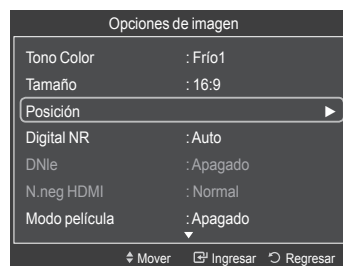 Opciones de imagen
Tono Color : Frío1
Tamaño : 16:9
Posición ►
Digital NR : Auto
DNIe : Apagado
N.neg HDMI : Normal
Modo película : Apagado
▼
Mover Ingresar Regresar